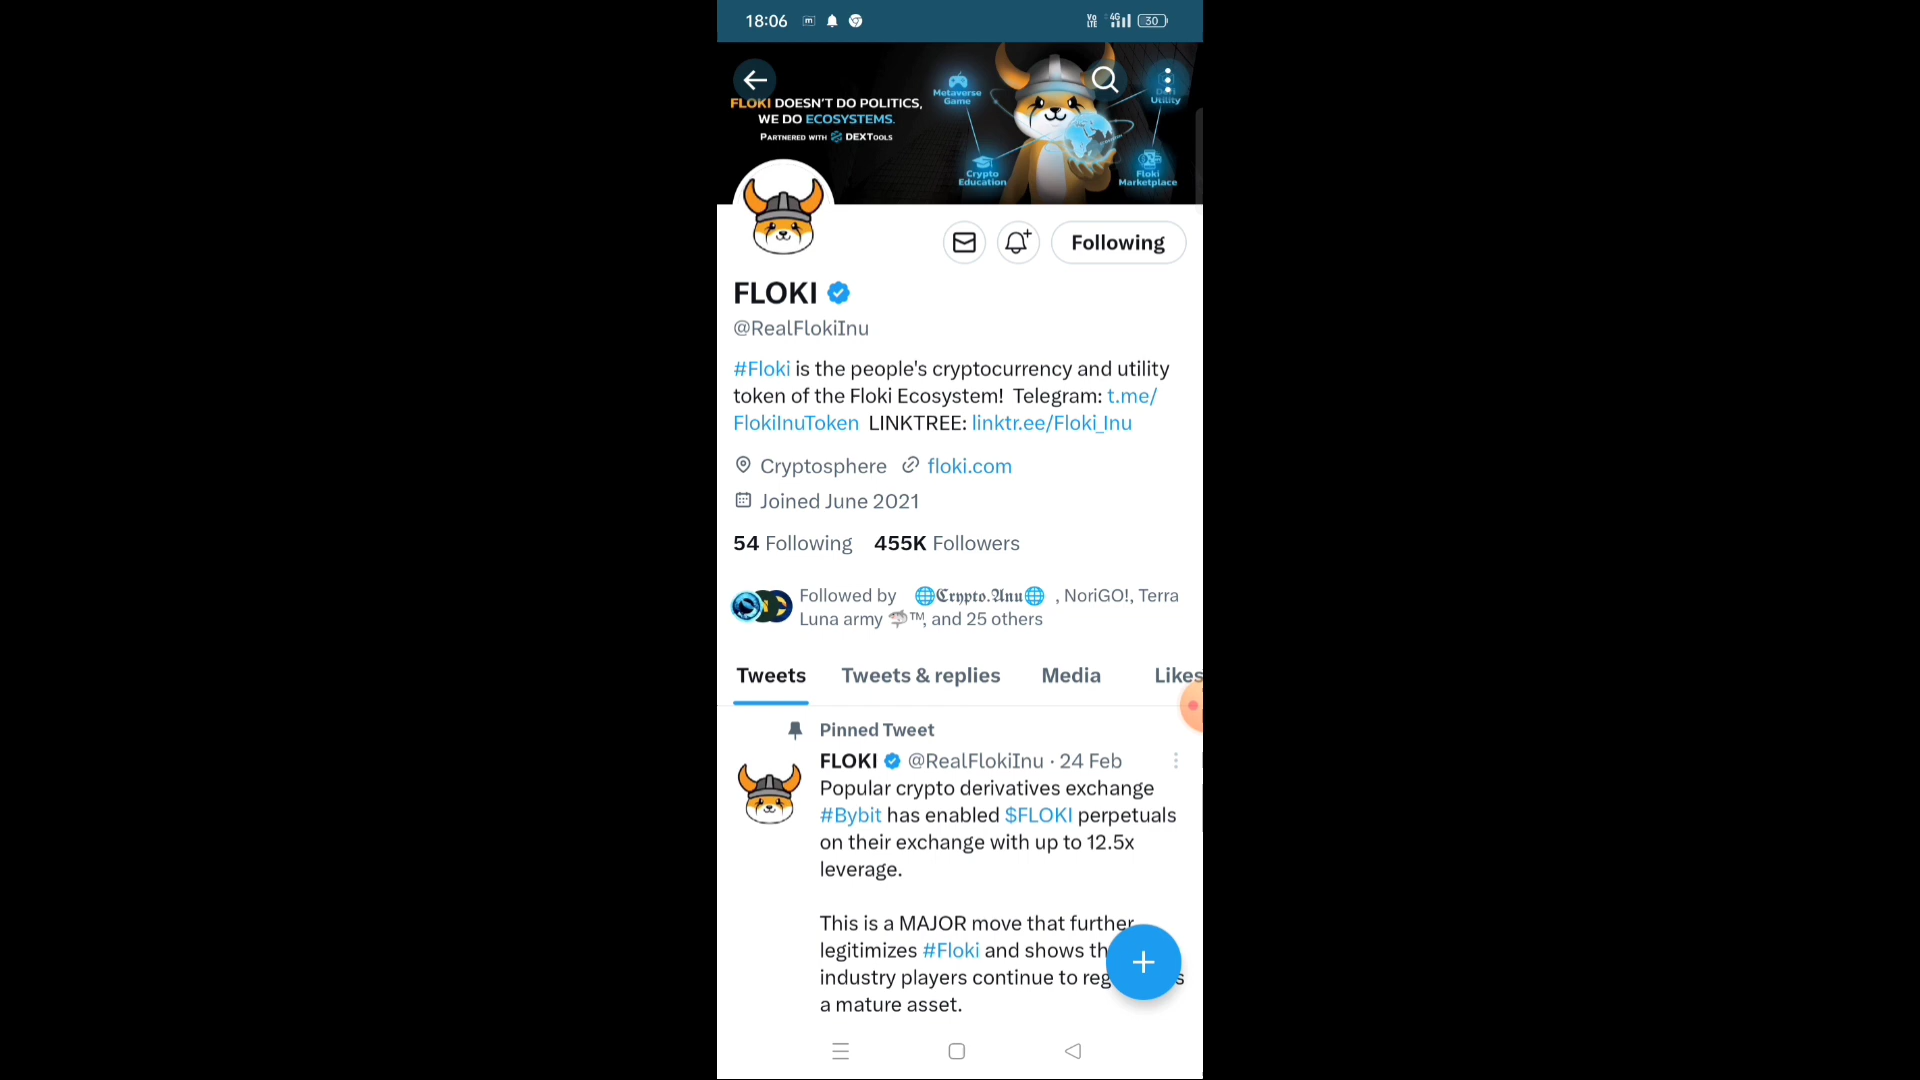 18:06
Vo LTE 4G 30
FLOKI DOESN'T DO POLITICS,
WE DO ECOSYSTEMS.
PARTNERED WITH DEXTools
Metaverse
Game
Utility
Crypto
Education
Floki
Marketplace
Following
FLOKI
@RealFlokiInu
#Floki is the people's cryptocurrency and utility
token of the Floki Ecosystem! Telegram: t.me/
FlokiInuToken LINKTREE: linktr.ee/Floki_Inu
Cryptosphere floki.com
Joined June 2021
54 Following 455K Followers
Followed by 🌐𝕮𝖗𝖞𝖕𝖙𝖔.𝕬𝖓𝖚🌐 , NoriGO!, Terra
Luna army 🦈™, and 25 others
Tweets Tweets & replies Media Likes
Pinned Tweet
FLOKI @RealFlokiInu · 24 Feb
Popular crypto derivatives exchange
#Bybit has enabled $FLOKI perpetuals
on their exchange with up to 12.5x
leverage.
This is a MAJOR move that further
legitimizes #Floki and shows
industry players continue to
a mature asset.